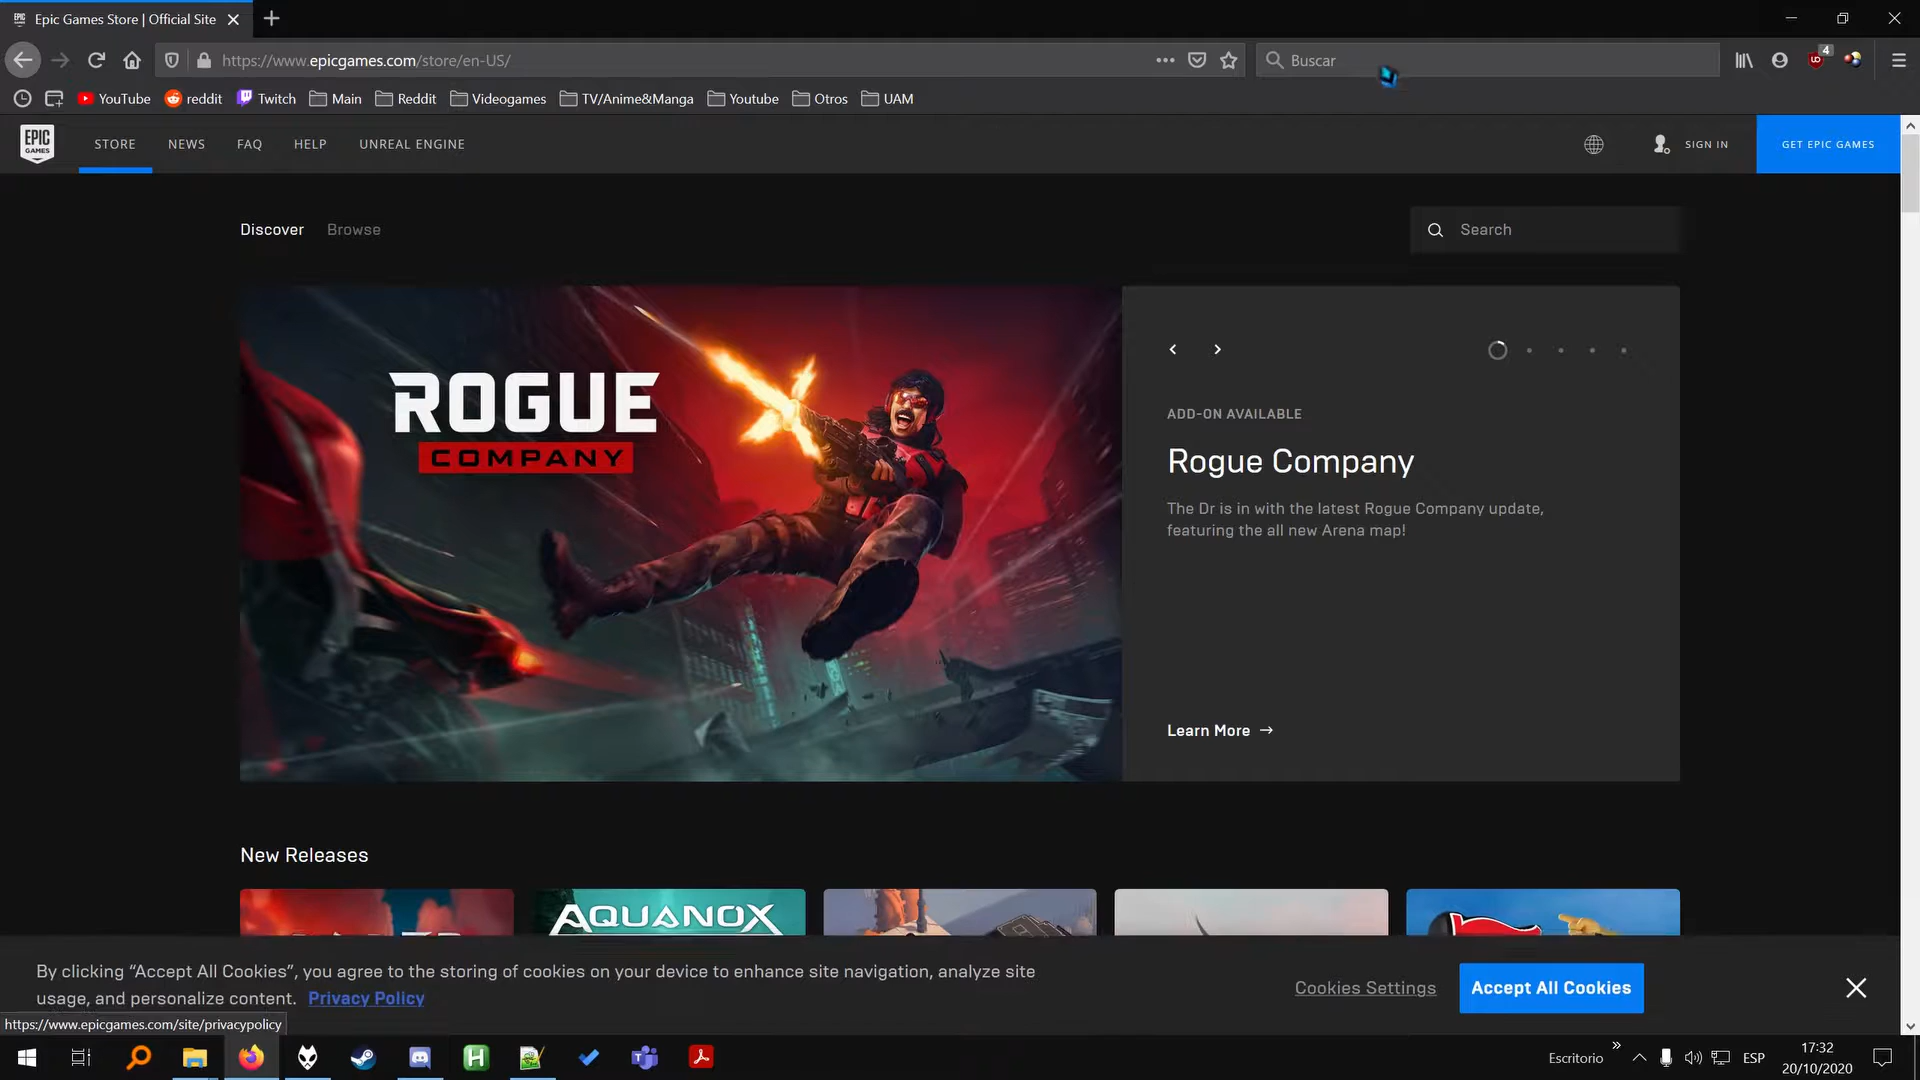 Epic Games Store | Official Site
https://www.epicgames.com/store/en-US/
Buscar
4
YouTube
reddit
Twitch
Main
Reddit
Videogames
TV/Anime&Manga
Youtube
Otros
UAM
EPIC
GAMES
STORE
NEWS
FAQ
HELP
UNREAL ENGINE
SIGN IN
GET EPIC GAMES
Discover
Browse
Search
ROGUE
COMPANY
ADD-ON AVAILABLE
Rogue Company
The Dr is in with the latest Rogue Company update,
featuring the all new Arena map!
Learn More →
New Releases
AQUANOX
By clicking “Accept All Cookies”, you agree to the storing of cookies on your device to enhance site navigation, analyze site
usage, and personalize content. Privacy Policy
Cookies Settings
Accept All Cookies
https://www.epicgames.com/site/privacypolicy
Escritorio
ESP
17:32
20/10/2020